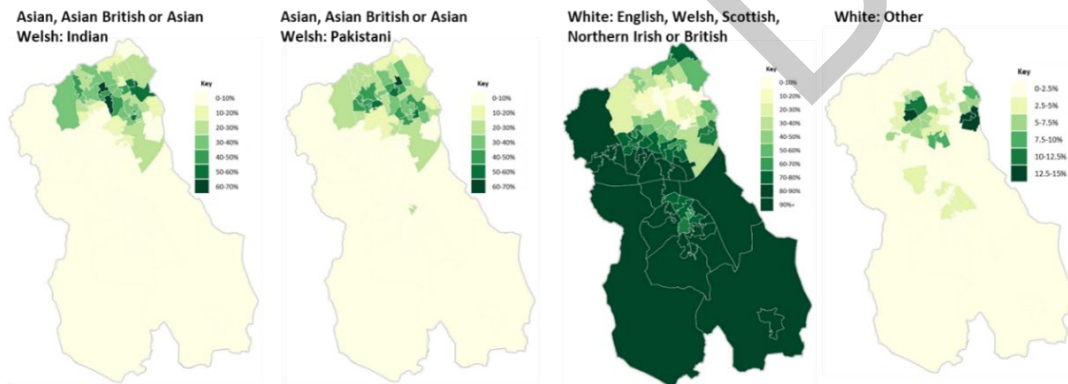 Asian, Asian British or Asian
Welsh: Indian
Key
0-10%
10-20%
20-30%
30-40%
40-50%
50-60%
60-70%
Asian, Asian British or Asian
Welsh: Pakistani
Key
0-10%
10-20%
20-30%
30-40%
40-50%
50-60%
60-70%
White: English, Welsh, Scottish,
Northern Irish or British
Key
0-10%
10-20%
20-30%
30-40%
40-50%
50-60%
60-70%
70-80%
80-90%
90%+
White: Other
Key
0-2.5%
2.5-5%
5-7.5%
7.5-10%
10-12.5%
12.5-15%